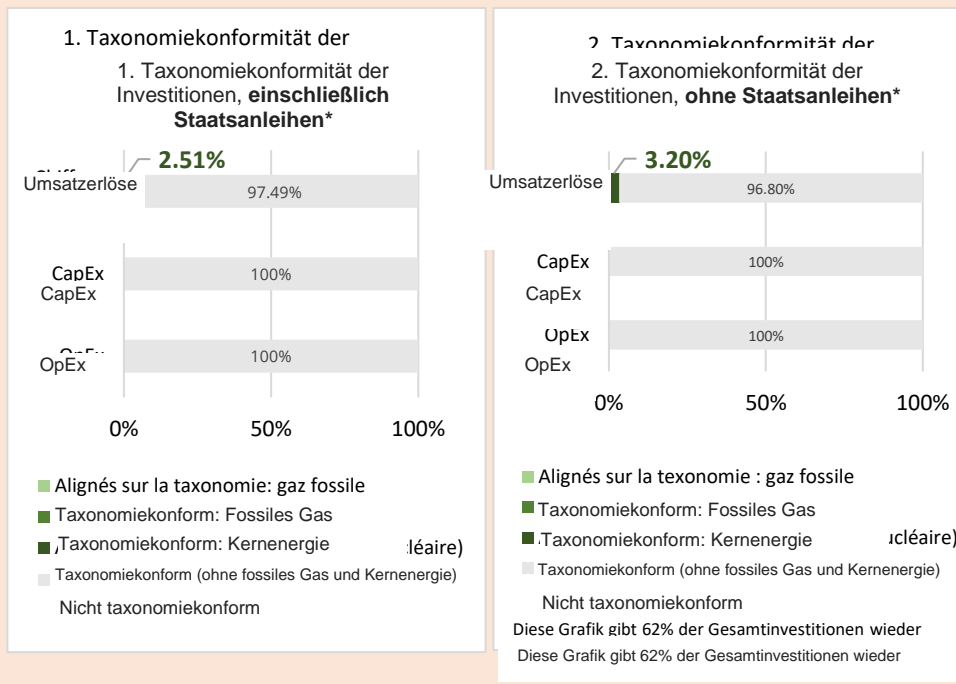 1. Taxonomiekonformität der
1. Taxonomiekonformität der
Investitionen, einschließlich
Staatsanleihen*
2.51%
Umsatzerlöse
97.49%
CapEx
100%
CapEx
100%
OpEx
0% 50% 100%
Alignés sur la taxonomie: gaz fossile
Taxonomiekonform: Fossiles Gas
Taxonomiekonform: Kernenergie
Taxonomiekonform (ohne fossiles Gas und Kernenergie)
Nicht taxonomiekonform
2. Taxonomiekonformität der
2. Taxonomiekonformität der
Investitionen, ohne Staatsanleihen*
3.20%
Umsatzerlöse
96.80%
CapEx
100%
CapEx
OpEx
100%
OpEx
0% 50% 100%
Alignés sur la texonomie : gaz fossile
Taxonomiekonform: Fossiles Gas
Taxonomiekonform: Kernenergie
Taxonomiekonform (ohne fossiles Gas und Kernenergie)
Nicht taxonomiekonform
Diese Grafik gibt 62% der Gesamtinvestitionen wieder
Diese Grafik gibt 62% der Gesamtinvestitionen wieder